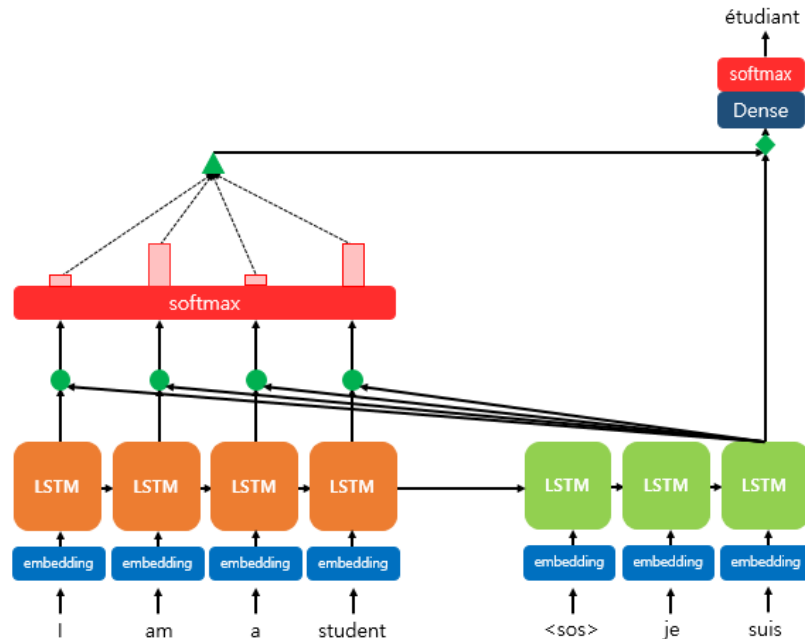 étudiant
softmax
Dense
softmax
LSTM LSTM LSTM LSTM LSTM LSTM LSTM
embedding embedding embedding embedding embedding embedding embedding
I am a student <sos> je suis